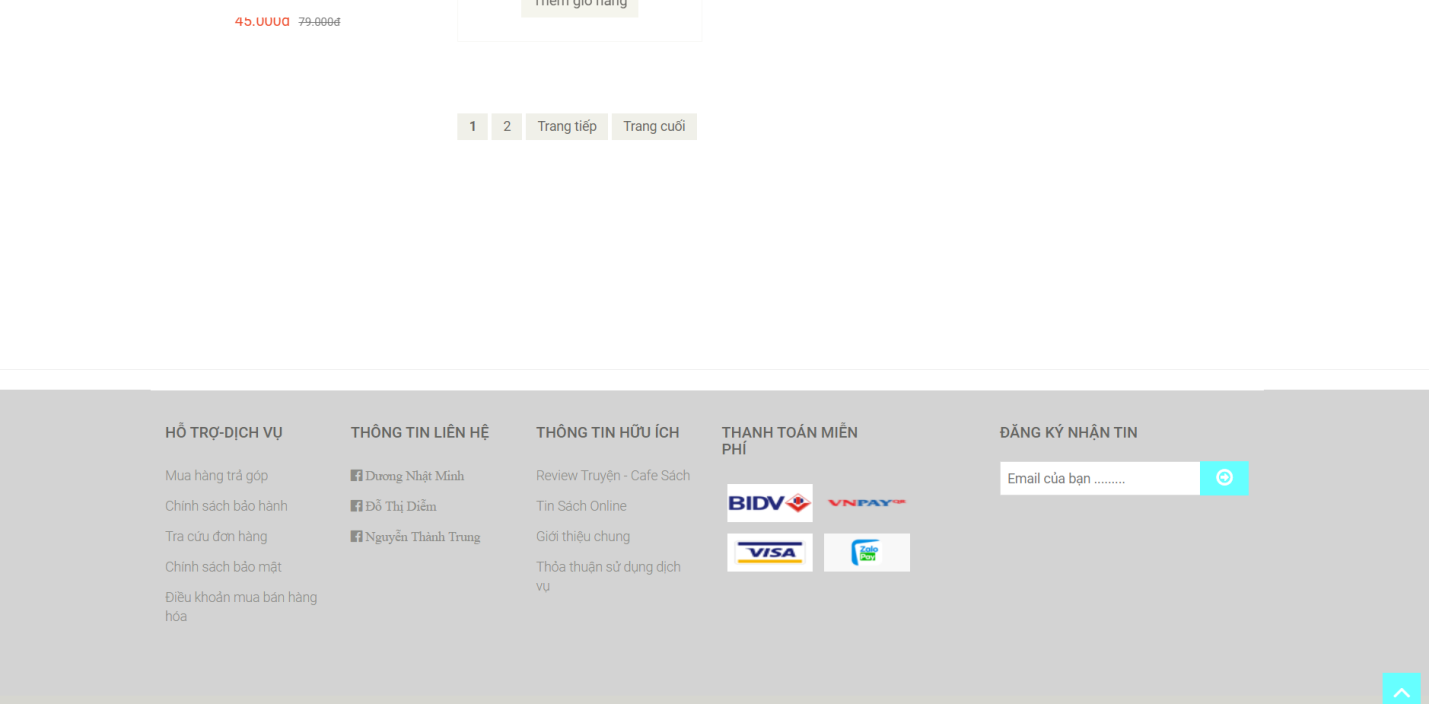 Thêm giỏ hàng
45.000đ 79.000đ
1 2 Trang tiếp Trang cuối
HỖ TRỢ-DỊCH VỤ
Mua hàng trả góp
Chính sách bảo hành
Tra cứu đơn hàng
Chính sách bảo mật
Điều khoản mua bán hàng
hóa
THÔNG TIN LIÊN HỆ
Dương Nhật Minh
Đỗ Thị Diễm
Nguyễn Thành Trung
THÔNG TIN HỮU ÍCH
Review Truyện - Cafe Sách
Tin Sách Online
Giới thiệu chung
Thỏa thuận sử dụng dịch
vụ
THANH TOÁN MIỄN
PHÍ
BIDV
VNPAY
VISA
Zalo
Pay
ĐĂNG KÝ NHẬN TIN
Email của bạn .........